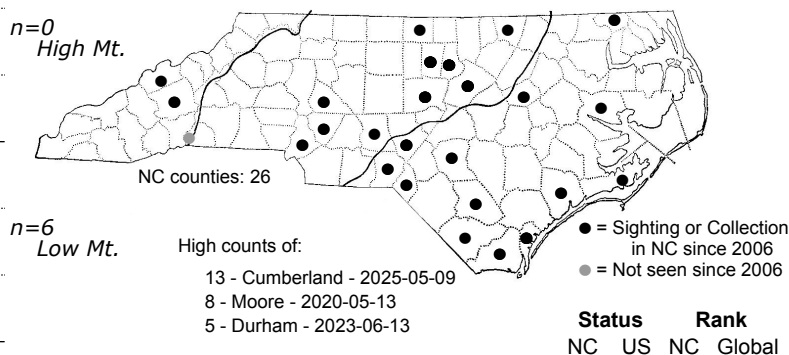 n=0
High Mt.
NC counties: 26
n=6
Low Mt.
High counts of:
13 - Cumberland - 2025-05-09
8 - Moore - 2020-05-13
5 - Durham - 2023-06-13
= Sighting or Collection
in NC since 2006
= Not seen since 2006
Status Rank
NC US NC Global